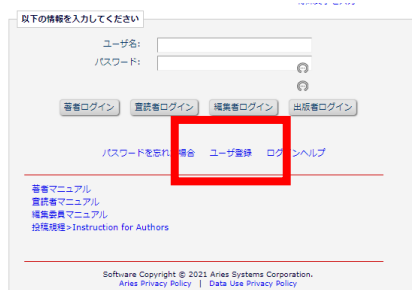 以下の情報を入力してください
ユーザ名:
パスワード:
著者ログイン 査読者ログイン 編集者ログイン 出版者ログイン
パスワードを忘れ 場合 ユーザ登録 ログ ンヘルプ
著者マニュアル
査読者マニュアル
編集委員マニュアル
投稿規程>Instruction for Authors
Software Copyright © 2021 Aries Systems Corporation.
Aries Privacy Policy | Data Use Privacy Policy